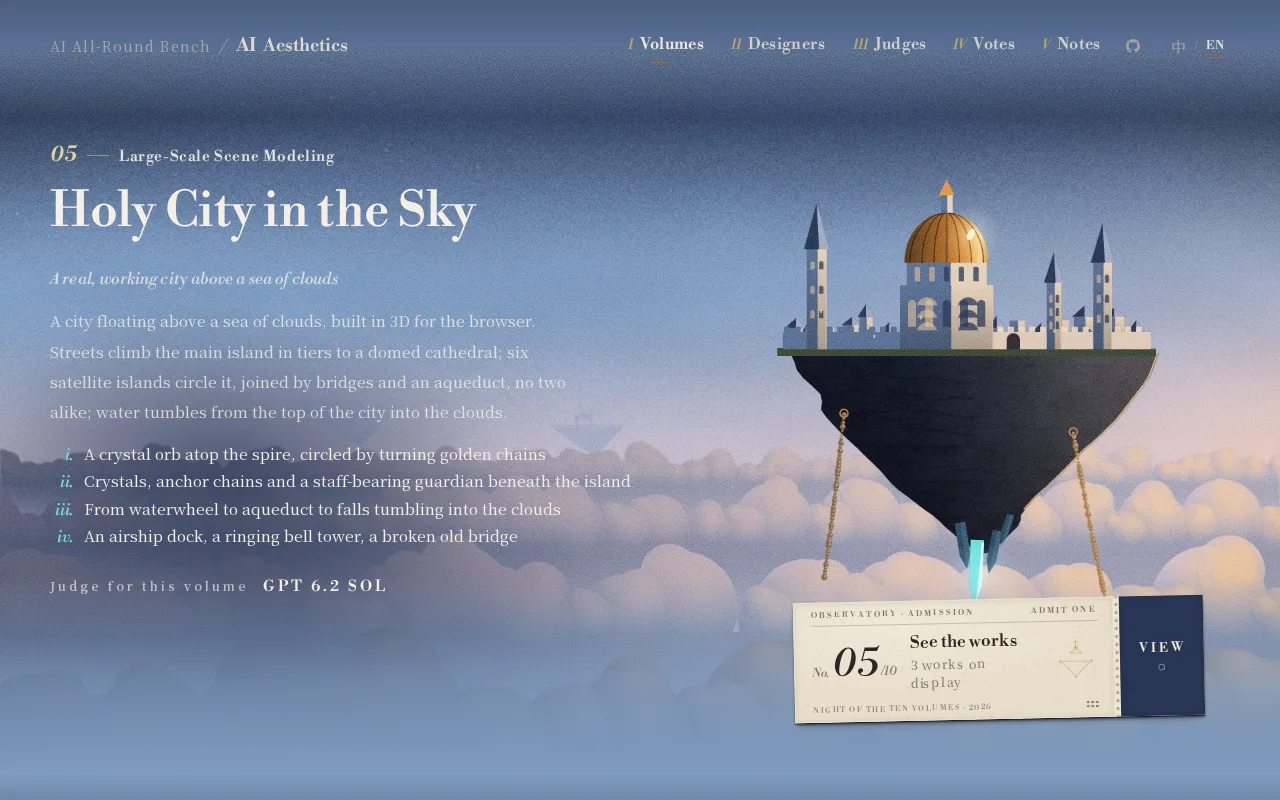 AI All-Round Bench / AI Aesthetics
I Volumes II Designers III Judges IV Votes V Notes 中 / EN
05 — Large-Scale Scene Modeling
Holy City in the Sky
A real, working city above a sea of clouds
A city floating above a sea of clouds, built in 3D for the browser.
Streets climb the main island in tiers to a domed cathedral; six
satellite islands circle it, joined by bridges and an aqueduct, no two
alike; water tumbles from the top of the city into the clouds.
i. A crystal orb atop the spire, circled by turning golden chains
ii. Crystals, anchor chains and a staff-bearing guardian beneath the island
iii. From waterwheel to aqueduct to falls tumbling into the clouds
iv. An airship dock, a ringing bell tower, a broken old bridge
Judge for this volume GPT 6.2 SOL
OBSERVATORY · ADMISSION ADMIT ONE
No. 05 /10
See the works
3 works on
display
NIGHT OF THE TEN VOLUMES · 2026
VIEW